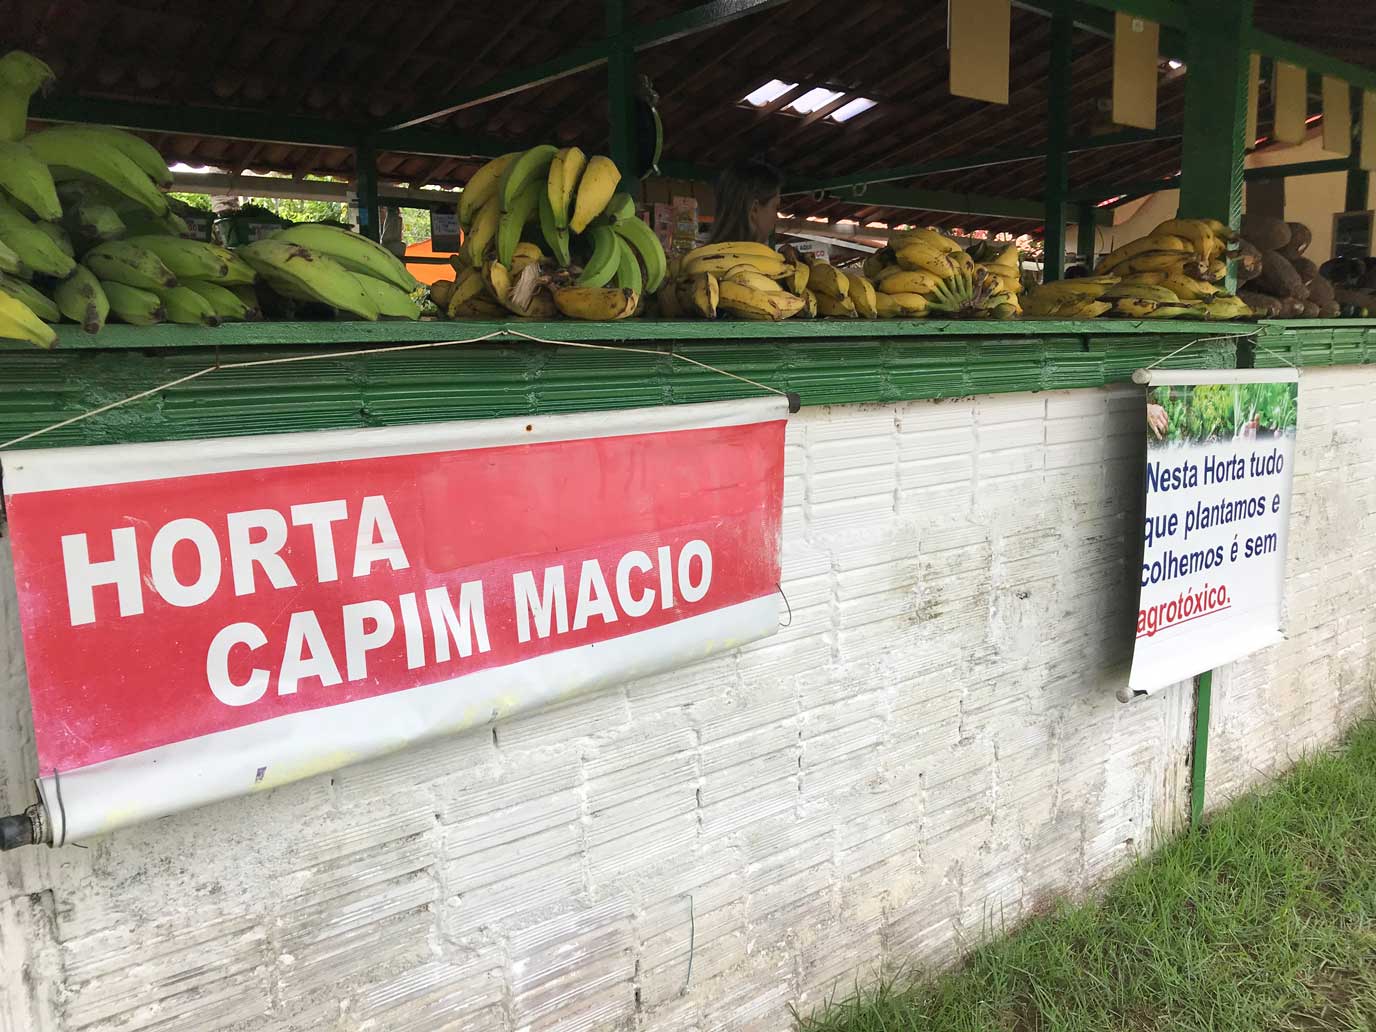 HORTA
CAPIM MACIO
Nesta Horta tudo
que plantamos e
colhemos é sem
agrotóxico.